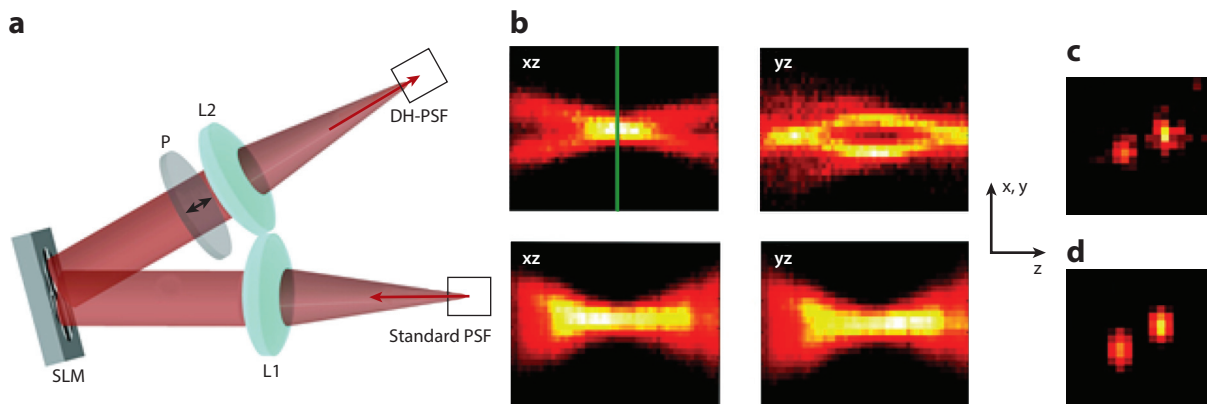 a
L2
P
DH-PSF
SLM
L1
Standard PSF
b
xz
yz
xz
yz
x, y
z
c
d